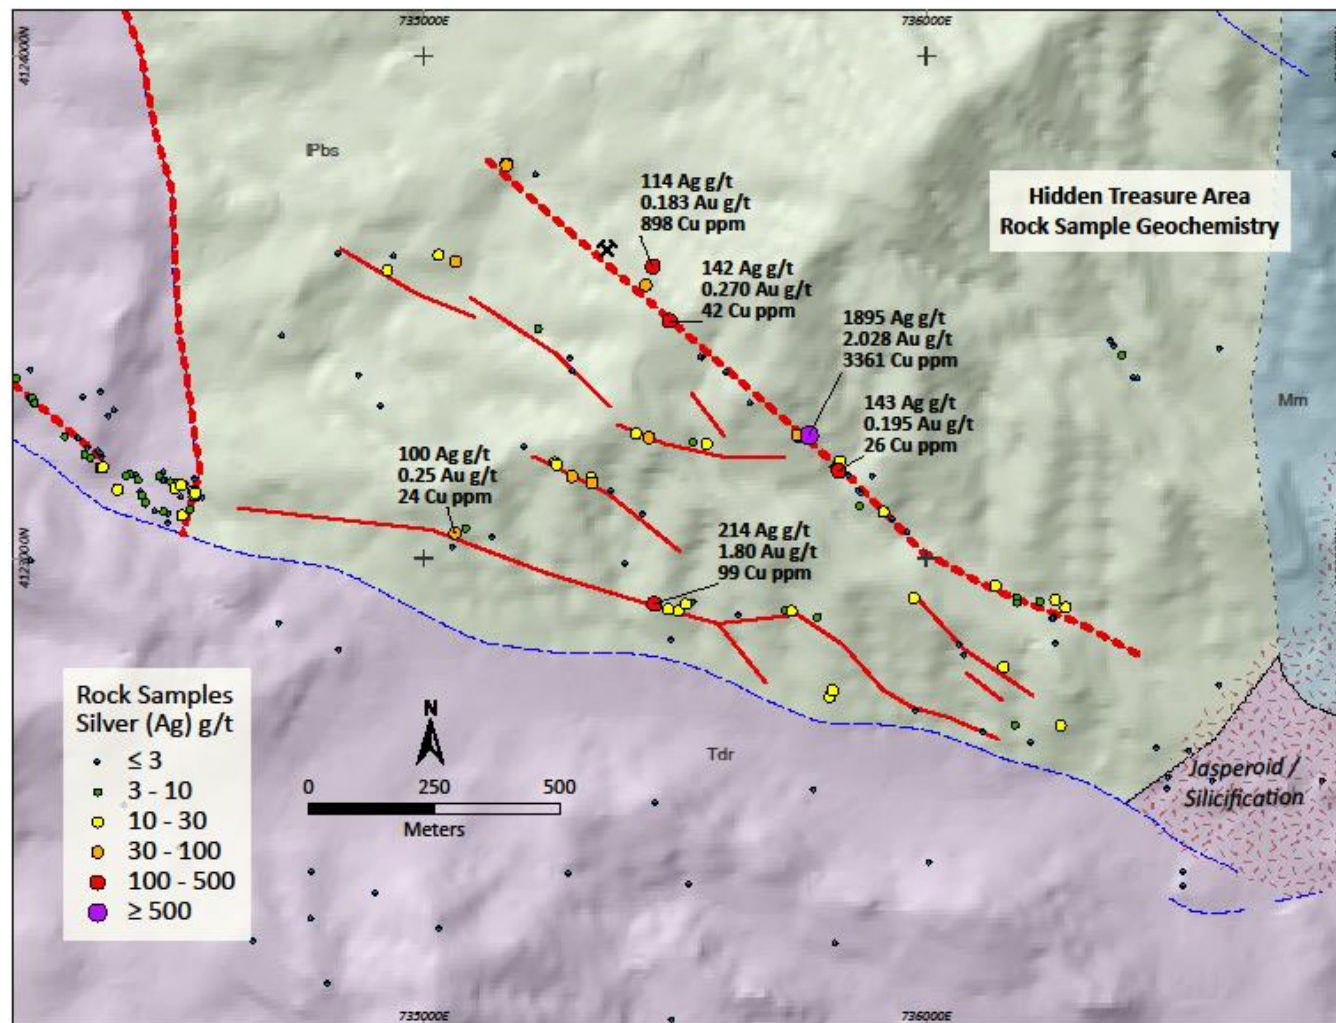 735000E
736000E
4124000N
IPbs
Hidden Treasure Area
Rock Sample Geochemistry
114 Ag g/t
0.183 Au g/t
898 Cu ppm
142 Ag g/t
0.270 Au g/t
42 Cu ppm
1895 Ag g/t
2.028 Au g/t
3361 Cu ppm
Mm
143 Ag g/t
0.195 Au g/t
26 Cu ppm
100 Ag g/t
0.25 Au g/t
24 Cu ppm
214 Ag g/t
1.80 Au g/t
99 Cu ppm
4123000N
Rock Samples
Silver (Ag) g/t
≤ 3
3 - 10
10 - 30
30 - 100
100 - 500
≥ 500
N
0 250 500
Meters
Tdr
Jasperoid /
Silicification
735000E
736000E